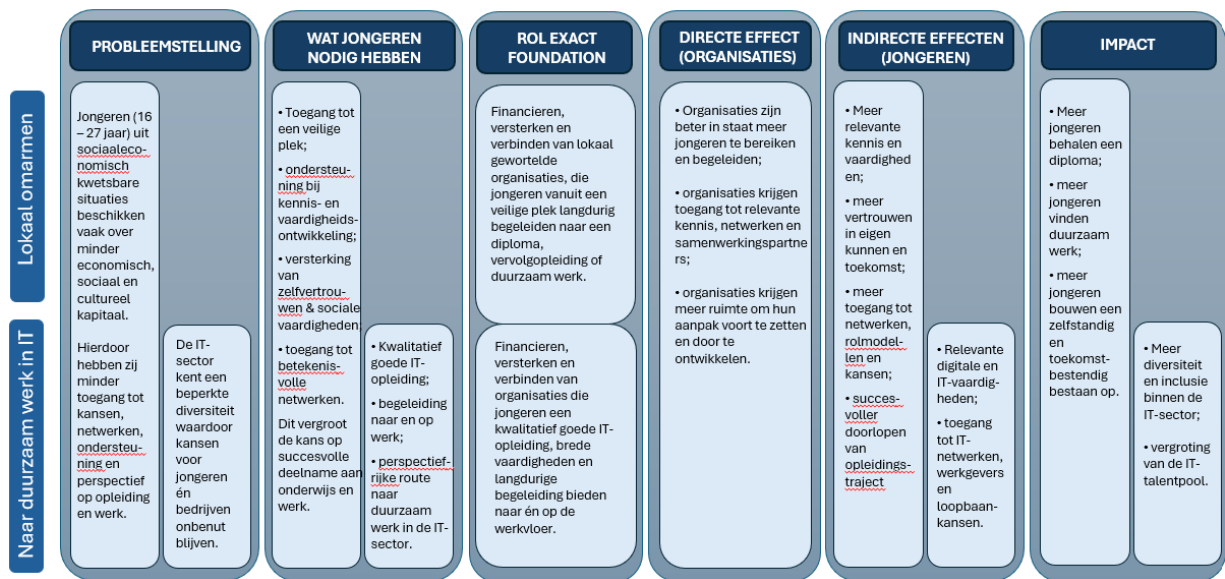 PROBLEEMSTELLING
WAT JONGEREN
NODIG HEBBEN
ROL EXACT
FOUNDATION
DIRECTE EFFECT
(ORGANISATIES)
INDIRECTE EFFECTEN
(JONGEREN)
IMPACT
Lokaal omarmen
Naar duurzaam werk in IT
Jongeren (16
– 27 jaar) uit
sociaaleco-
nomisch
kwetsbare
situaties
beschikken
vaak over
minder
economisch,
sociaal en
cultureel
kapitaal.
Hierdoor
hebben zij
minder
toegang tot
kansen,
netwerken,
ondersteu-
ning en
perspectief
op opleiding
en werk.
De IT-
sector
kent een
beperkte
diversiteit
waardoor
kansen
voor
jongeren
én
bedrijven
onbenut
blijven.
• Toegang tot
een veilige
plek;
• ondersteu-
ning bij
kennis- en
vaardigheids-
ontwikkeling;
• versterking
van
zelfvertrou-
wen & sociale
vaardigheden;
• toegang tot
betekenis-
volle
netwerken.
Dit vergroot
de kans op
succesvolle
deelname aan
onderwijs en
werk.
• Kwalitatief
goede IT-
opleiding;
• begeleiding
naar en op
werk;
• perspectief-
rijke route
naar
duurzaam
werk in de IT-
sector.
Financieren,
versterken en
verbinden van lokaal
gewortelde
organisaties, die
jongeren vanuit een
veilige plek langdurig
begeleiden naar een
diploma,
vervolgopleiding of
duurzaam werk.
Financieren,
versterken en
verbinden van
organisaties die
jongeren een
kwalitatief goede IT-
opleiding, brede
vaardigheden en
langdurige
begeleiding bieden
naar én op de
werkvloer.
• Organisaties zijn
beter in staat meer
jongeren te bereiken
en begeleiden;
• organisaties krijgen
toegang tot relevante
kennis, netwerken en
samenwerkingspartne
rs;
• organisaties krijgen
meer ruimte om hun
aanpak voort te zetten
en door te
ontwikkelen.
• Meer
relevante
kennis en
vaardighed
en;
• meer
vertrouwen
in eigen
kunnen en
toekomst;
• meer
toegang tot
netwerken,
rolmodel-
len en
kansen;
• succes-
voller
doorlopen
van
opleidings-
traject
• Relevante
digitale en
IT-vaardig-
heden;
• toegang
tot IT-
netwerken,
werkgevers
en
loopbaan-
kansen.
• Meer
jongeren
behalen een
diploma;
• meer
jongeren
vinden
duurzaam
werk;
• meer
jongeren
bouwen een
zelfstandig
en
toekomst-
bestendig
bestaan op.
• Meer
diversiteit
en inclusie
binnen de
IT-sector;
• vergroting
van de IT-
talentpool.